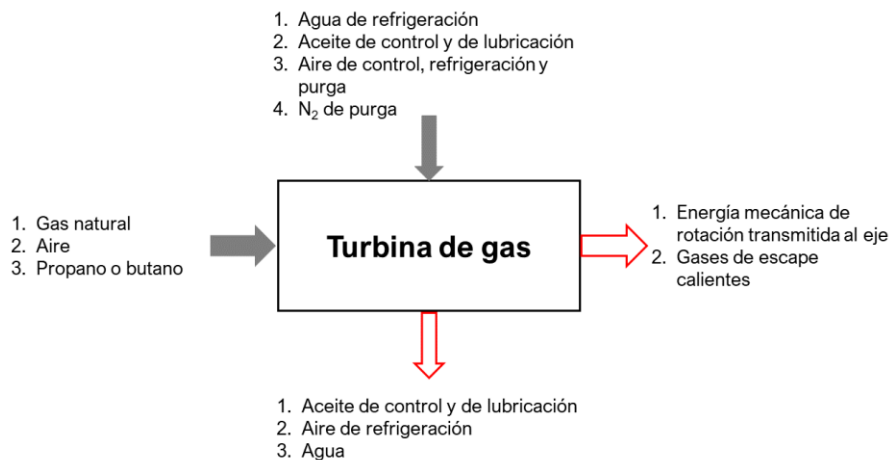 1. Agua de refrigeración
2. Aceite de control y de lubricación
3. Aire de control, refrigeración y
purga
4. N₂ de purga
1. Gas natural
2. Aire
3. Propano o butano
Turbina de gas
1. Energía mecánica de
rotación transmitida al eje
2. Gases de escape
calientes
1. Aceite de control y de lubricación
2. Aire de refrigeración
3. Agua